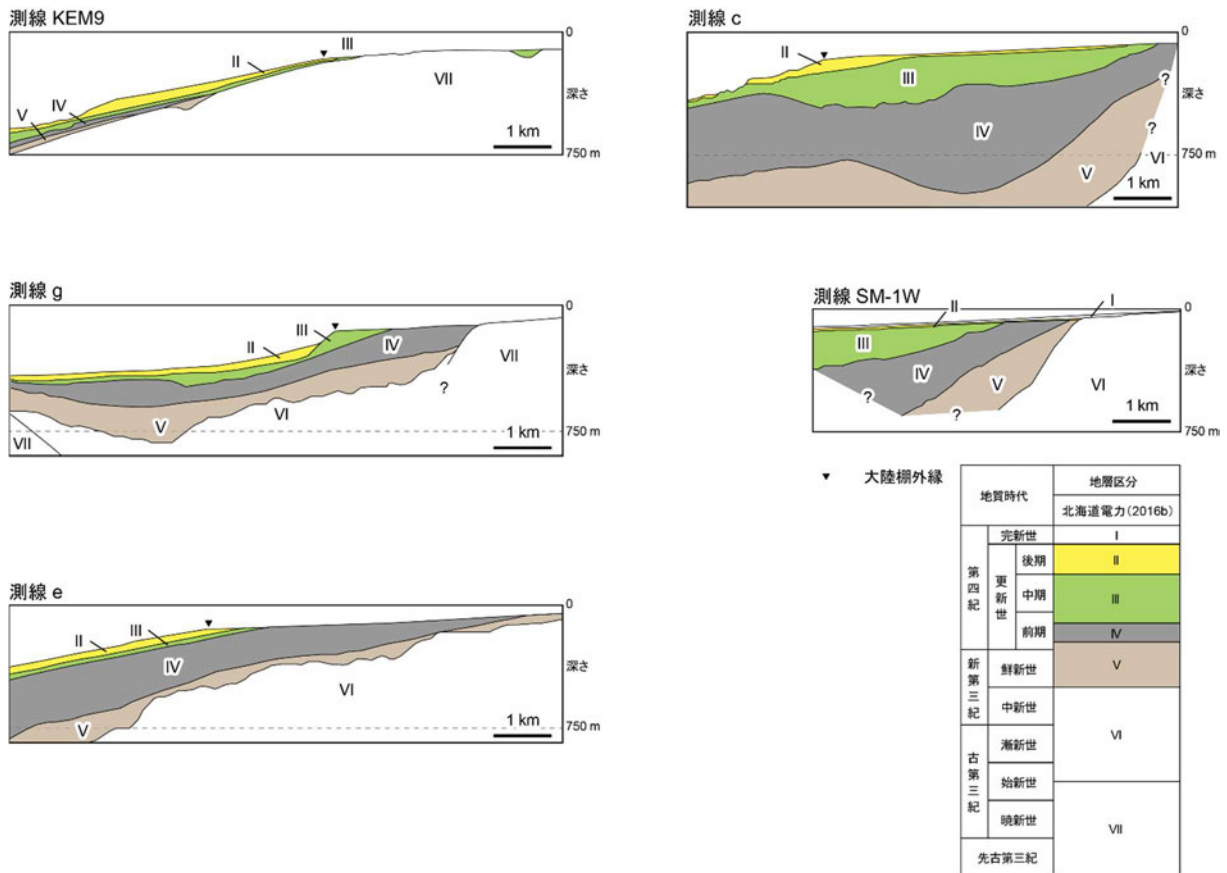 測線 KEM9
0
III
II
VII
IV
V
深さ
1 km
750 m
測線 c
0
II
III
?
深さ
IV
?
V
VI
750 m
1 km
測線 g
0
III
II
IV
VII
深さ
?
VI
V
VII
1 km
750 m
測線 SM-1W
I
II
0
III
IV
V
VI
深さ
?
?
1 km
750 m
測線 e
0
III
II
IV
VI
深さ
V
1 km
750 m
▼ 大陸棚外縁
地質時代 地層区分
北海道電力(2016b)
第四紀 完新世 I
更新世 後期 II
中期 III
前期 IV
新第三紀 鮮新世 V
中新世 VI
古第三紀 漸新世
始新世
暁新世 VII
先古第三紀